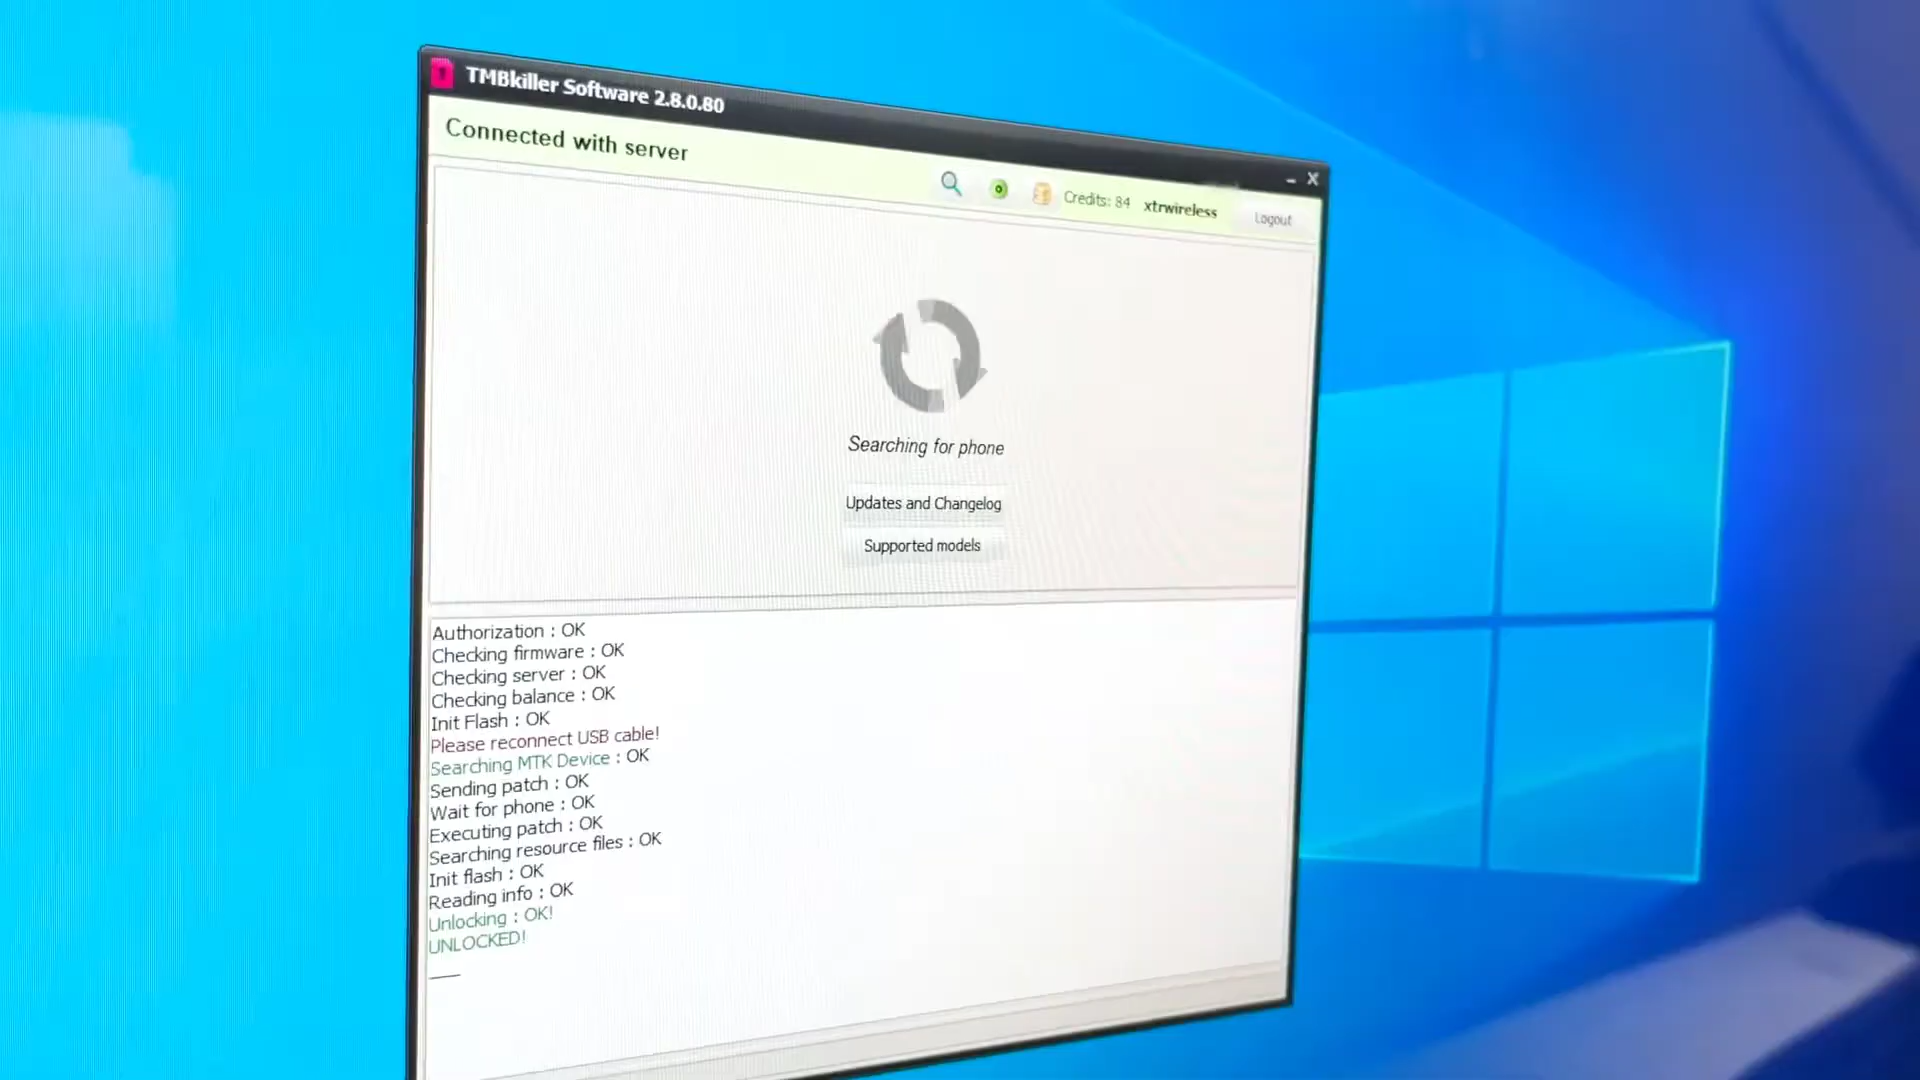 TMBkiller Software 2.8.0.80
Connected with server
Credits: 84 xtrwireless Logout
Searching for phone
Updates and Changelog
Supported models
Authorization : OK
Checking firmware : OK
Checking server : OK
Checking balance : OK
Init Flash : OK
Please reconnect USB cable!
Searching MTK Device : OK
Sending patch : OK
Wait for phone : OK
Executing patch : OK
Searching resource files : OK
Init flash : OK
Reading info : OK
Unlocking : OK!
UNLOCKED!